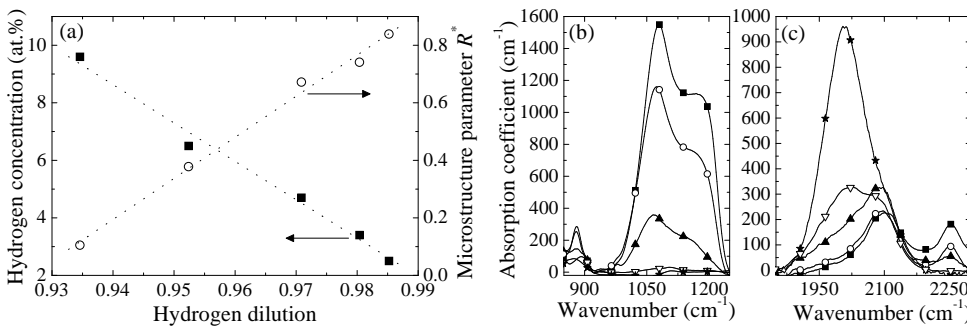 (a)
Hydrogen concentration (at.%)
10
8
6
4
2
0.93 0.94 0.95 0.96 0.97 0.98 0.99
Hydrogen dilution
0.8
0.6
0.4
0.2
0.0
Microstructure parameter R*
(b)
Absorption coefficient (cm-1)
1600
1400
1200
1000
800
600
400
200
0
900 1050 1200
Wavenumber (cm-1)
(c)
1000
900
800
700
600
500
400
300
200
100
0
1950 2100 2250
Wavenumber (cm-1)